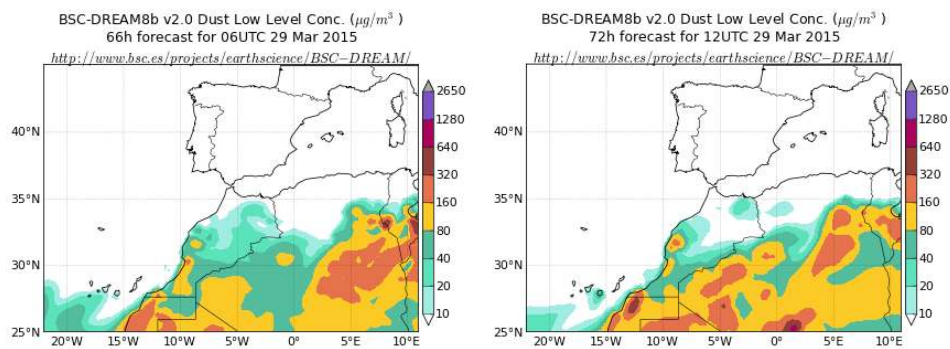 BSC-DREAM8b v2.0 Dust Low Level Conc. (μg/m³ )
66h forecast for 06UTC 29 Mar 2015
http://www.bsc.es/projects/earthscience/BSC−DREAM/
40°N
35°N
30°N
25°N
20°W 15°W 10°W 5°W 0°E 5°E 10°E
2650
1280
640
320
160
80
40
20
10
BSC-DREAM8b v2.0 Dust Low Level Conc. (μg/m³ )
72h forecast for 12UTC 29 Mar 2015
http://www.bsc.es/projects/earthscience/BSC−DREAM/
40°N
35°N
30°N
25°N
20°W 15°W 10°W 5°W 0°E 5°E 10°E
2650
1280
640
320
160
80
40
20
10